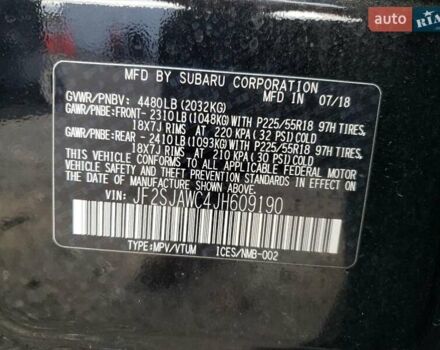 AUTO
RIA
MFD BY SUBARU CORPORATION 07/18
GVWR/PNBV: 4480LB (2032KG)
GAWR/PNBE: FRONT- 2310LB (1048KG) WITH P225/55R18 97H TIRES,
18X7J RIMS AT 220 KPA (32 PSI) COLD
GAWR/PNBE: REAR - 2410LB (1093KG) WITH P225/55R18 97H TIRES,
18X7J RIMS AT 210 KPA (30 PSI) COLD
THIS VEHICLE CONFORMS TO ALL APPLICABLE FEDERAL MOTOR
VEHICLE SAFETY AND THEFT PREVENTION STANDARDS IN EFFECT ON
THE DATE OF MANUFACTURE SHOWN ABOVE.
VIN: JF2SJAWC4JH609190
TYPE:MPV/VTUM ICES/NMB-002